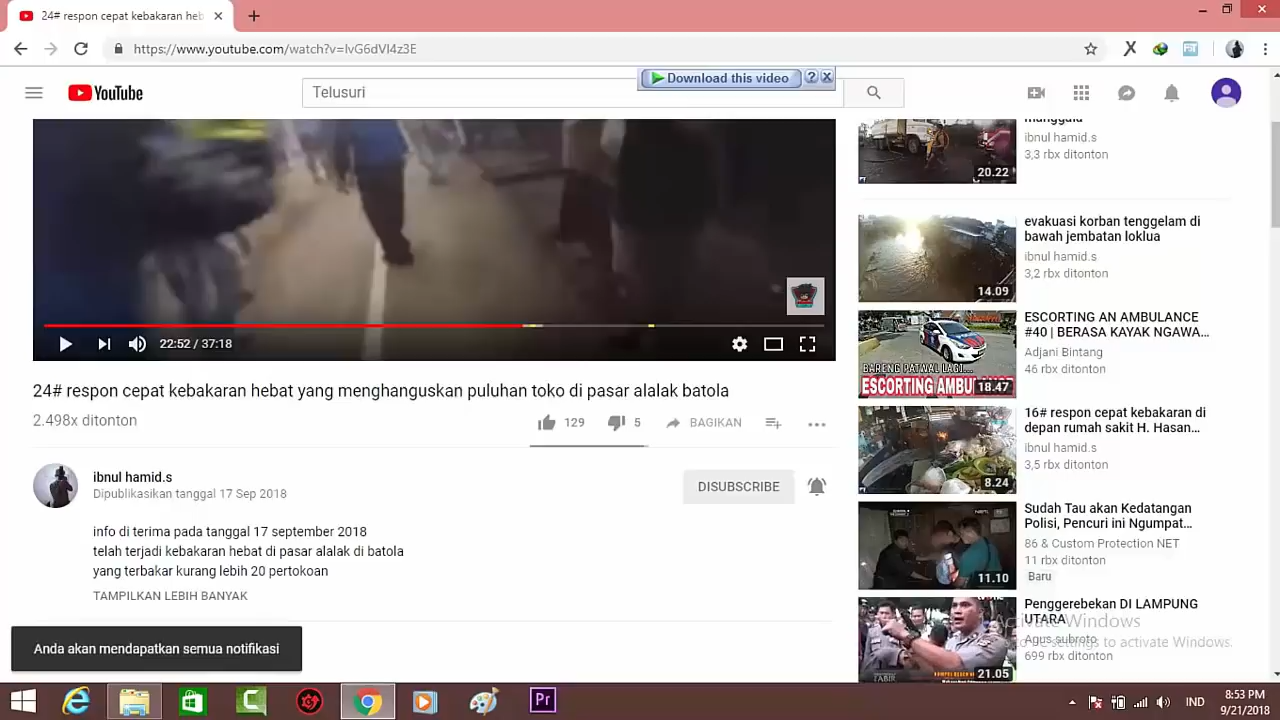 24# respon cepat kebakaran heb
https://www.youtube.com/watch?v=IvG6dVI4z3E
YouTube
Telusuri
Download this video
22:52 / 37:18
24# respon cepat kebakaran hebat yang menghanguskan puluhan toko di pasar alalak batola
2.498x ditonton
129
5
BAGIKAN
ibnul hamid.s
Dipublikasikan tanggal 17 Sep 2018
DISUBSCRIBE
info di terima pada tanggal 17 september 2018
telah terjadi kebakaran hebat di pasar alalak di batola
yang terbakar kurang lebih 20 pertokoan
TAMPILKAN LEBIH BANYAK
Anda akan mendapatkan semua notifikasi
manggala
ibnul hamid.s
3,3 rbx ditonton
20.22
evakuasi korban tenggelam di
bawah jembatan loklua
ibnul hamid.s
3,2 rbx ditonton
14.09
ESCORTING AN AMBULANCE
#40 | BERASA KAYAK NGAWA...
Adjani Bintang
46 rbx ditonton
BARENG PATWAL LAGI...
ESCORTING AMBU
18.47
16# respon cepat kebakaran di
depan rumah sakit H. Hasan...
ibnul hamid.s
3,5 rbx ditonton
8.24
Sudah Tau akan Kedatangan
Polisi, Pencuri ini Ngumpat...
86 & Custom Protection NET
11 rbx ditonton
Baru
11.10
Penggerebekan DI LAMPUNG
UTARA
Agus subroto
699 rbx ditonton
21.05
Activate Windows
to PC settings to activate Windows.
Pr
IND
8:53 PM
9/21/2018